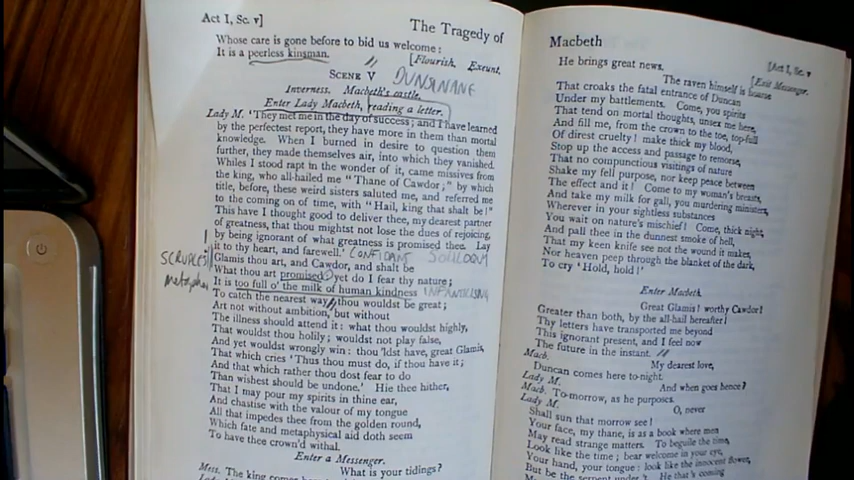 Act I, Sc. v]
The Tragedy of
Whose care is gone before to bid us welcome:
It is a peerless kinsman.
[Flourish. Exeunt.
SCENE V
DUNSINANE
Inverness. Macbeth's castle.
Enter Lady Macbeth, reading a letter.
Lady M. 'They met me in the day of success; and I have learned
by the perfectest report, they have more in them than mortal
knowledge. When I burned in desire to question them
further, they made themselves air, into which they vanished.
Whiles I stood rapt in the wonder of it, came missives from
the king, who all-hailed me "Thane of Cawdor;" by which
title, before, these weird sisters saluted me, and referred me
to the coming on of time, with "Hail, king that shalt be!"
This have I thought good to deliver thee, my dearest partner
of greatness, that thou mightst not lose the dues of rejoicing,
by being ignorant of what greatness is promised thee. Lay
it to thy heart, and farewell.' CONFIDANT SOLILOQUY
SCRUPLES
Glamis thou art, and Cawdor, and shalt be
What thou art promised: yet do I fear thy nature;
metaphor
It is too full o' the milk of human kindness INFANTILISING
To catch the nearest way: thou wouldst be great;
Art not without ambition, but without
The illness should attend it: what thou wouldst highly,
That wouldst thou holily; wouldst not play false,
And yet wouldst wrongly win: thou 'ldst have, great Glamis,
That which cries 'Thus thou must do, if thou have it;
And that which rather thou dost fear to do
Than wishest should be undone.' Hie thee hither,
That I may pour my spirits in thine ear,
And chastise with the valour of my tongue
All that impedes thee from the golden round,
Which fate and metaphysical aid doth seem
To have thee crown'd withal.
Enter a Messenger.
What is your tidings?
Mess. The king comes here
Macbeth
[Act I, Sc. v
He brings great news.
[Exit Messenger.
The raven himself is hoarse
That croaks the fatal entrance of Duncan
Under my battlements. Come, you spirits
That tend on mortal thoughts, unsex me here,
And fill me, from the crown to the toe, top-full
Of direst cruelty! make thick my blood,
Stop up the access and passage to remorse,
That no compunctious visitings of nature
Shake my fell purpose, nor keep peace between
The effect and it! Come to my woman's breasts,
And take my milk for gall, you murdering ministers,
Wherever in your sightless substances
You wait on nature's mischief! Come, thick night,
And pall thee in the dunnest smoke of hell,
That my keen knife see not the wound it makes,
Nor heaven peep through the blanket of the dark,
To cry 'Hold, hold!'
Enter Macbeth.
Great Glamis! worthy Cawdor!
Greater than both, by the all-hail hereafter!
Thy letters have transported me beyond
This ignorant present, and I feel now
The future in the instant.
Macb.
My dearest love,
Duncan comes here to-night.
Lady M.
And when goes hence?
Macb. To-morrow, as he purposes.
Lady M.
O, never
Shall sun that morrow see!
Your face, my thane, is as a book where men
May read strange matters. To beguile the time,
Look like the time; bear welcome in your eye,
Your hand, your tongue: look like the innocent flower,
But be the serpent under 't. He that's coming